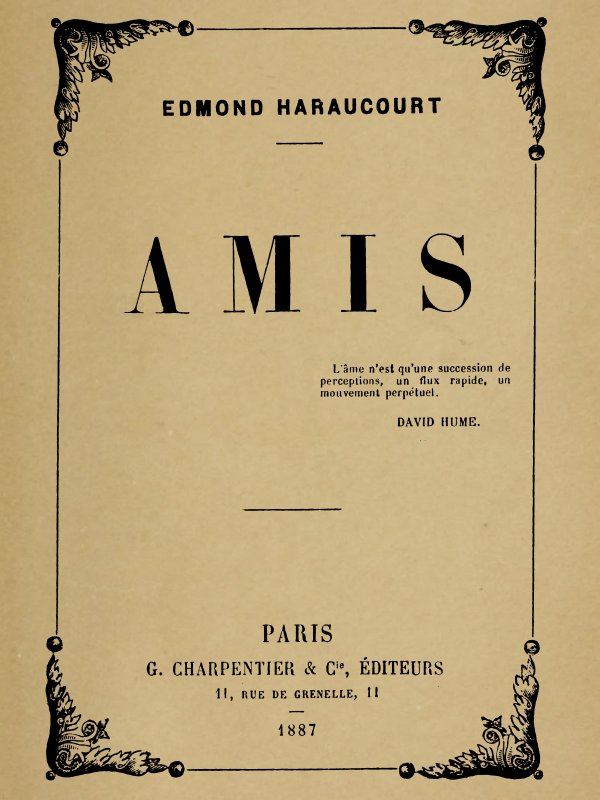 EDMOND HARAUCOURT
AMIS
L'âme n'est qu'une succession de
perceptions, un flux rapide, un
mouvement perpétuel.
DAVID HUME.
PARIS
G. CHARPENTIER & Cie, ÉDITEURS
11, RUE DE GRENELLE, 11
1887